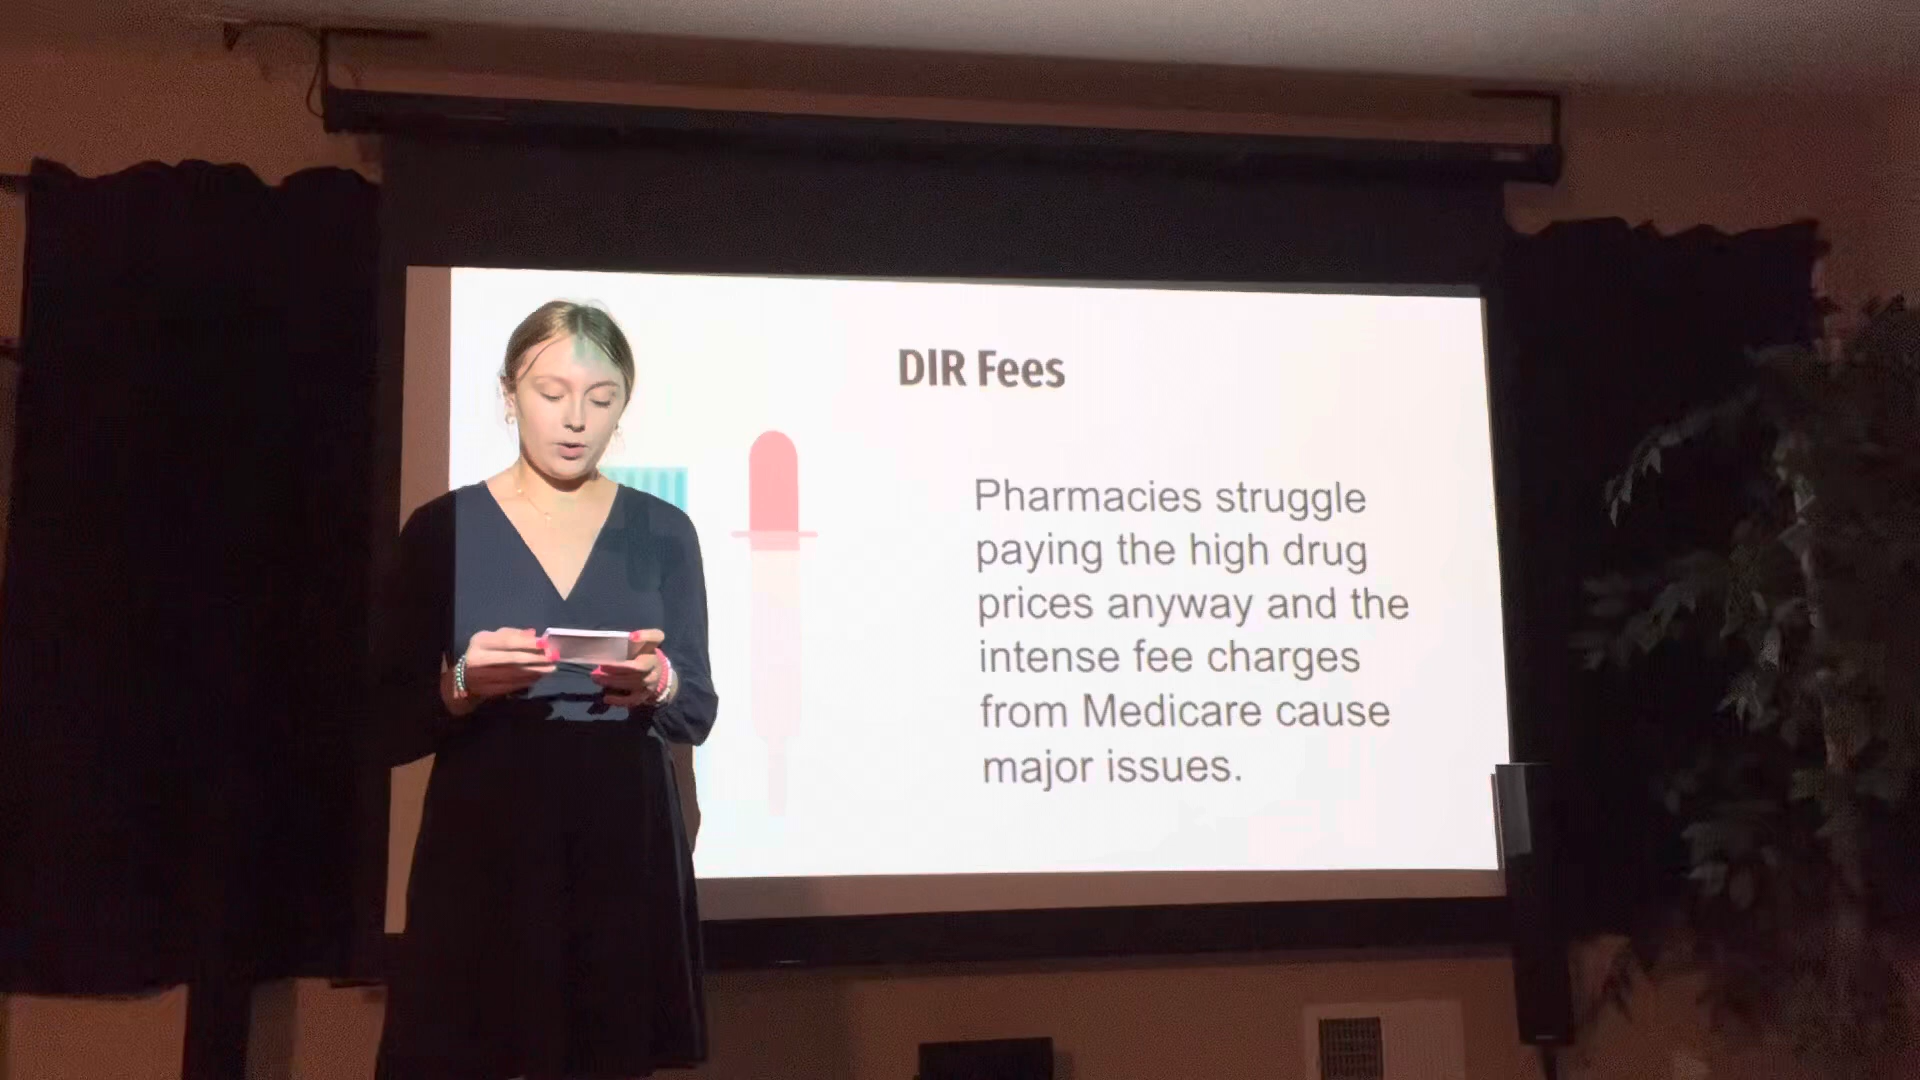 DIR Fees
Pharmacies struggle
paying the high drug
prices anyway and the
intense fee charges
from Medicare cause
major issues.